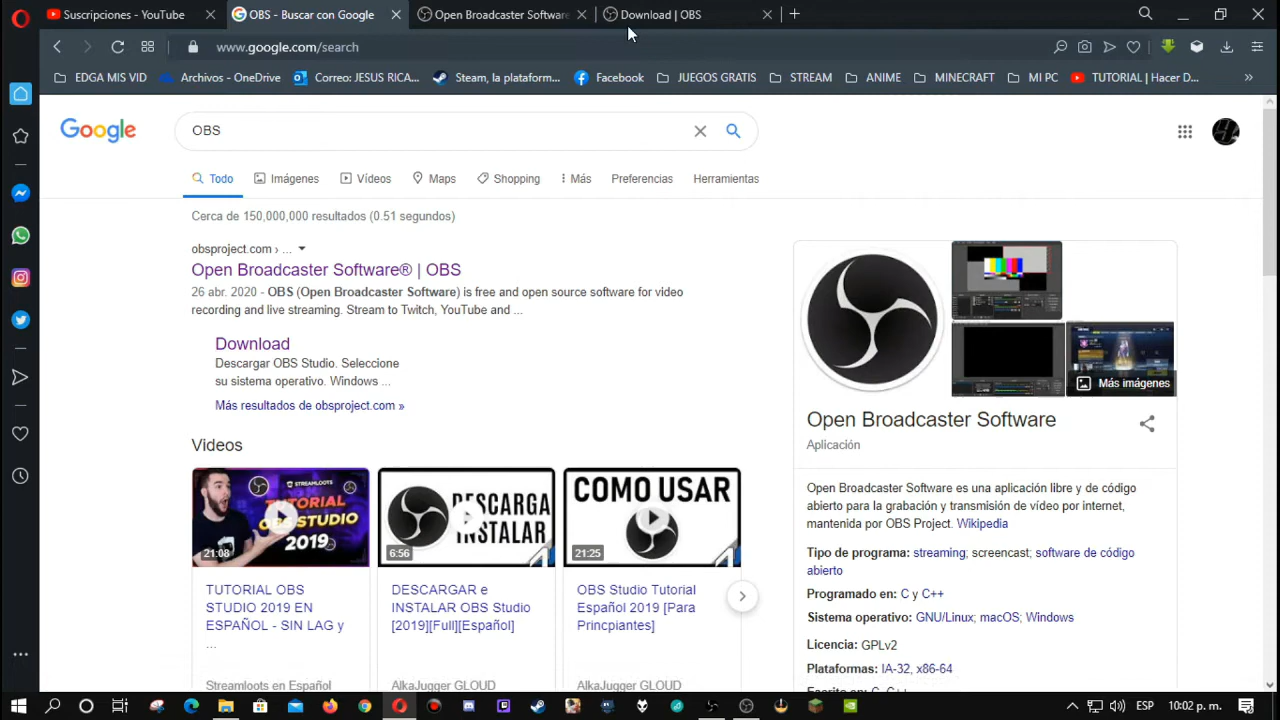 Suscripciones - YouTube
OBS - Buscar con Google
Open Broadcaster Software
Download | OBS
www.google.com/search
EDGA MIS VID
Archivos - OneDrive
Correo: JESUS RICA...
Steam, la plataform...
Facebook
JUEGOS GRATIS
STREAM
ANIME
MINECRAFT
MI PC
TUTORIAL | Hacer D...
Google
OBS
Todo
Imágenes
Vídeos
Maps
Shopping
Más
Preferencias
Herramientas
Cerca de 150,000,000 resultados (0.51 segundos)
obsproject.com › ...
Open Broadcaster Software® | OBS
26 abr. 2020 - OBS (Open Broadcaster Software) is free and open source software for video
recording and live streaming. Stream to Twitch, YouTube and ...
Download
Descargar OBS Studio. Seleccione
su sistema operativo. Windows ...
Más resultados de obsproject.com »
Videos
STREAMLOOTS
TUTORIAL
OBS STUDIO
2019
21:08
DESCARGA
INSTALAR
6:56
COMO USAR
21:25
TUTORIAL OBS
STUDIO 2019 EN
ESPAÑOL - SIN LAG y
...
Streamloots en Español
DESCARGAR e
INSTALAR OBS Studio
[2019][Full][Español]
AlkaJugger GLOUD
OBS Studio Tutorial
Español 2019 [Para
Princpiantes]
AlkaJugger GLOUD
Más imágenes
Open Broadcaster Software
Aplicación
Open Broadcaster Software es una aplicación libre y de código
abierto para la grabación y transmisión de vídeo por internet,
mantenida por OBS Project. Wikipedia
Tipo de programa: streaming; screencast; software de código
abierto
Programado en: C y C++
Sistema operativo: GNU/Linux; macOS; Windows
Licencia: GPLv2
Plataformas: IA-32, x86-64
Escrito en: C, C++
ESP
10:02 p. m.